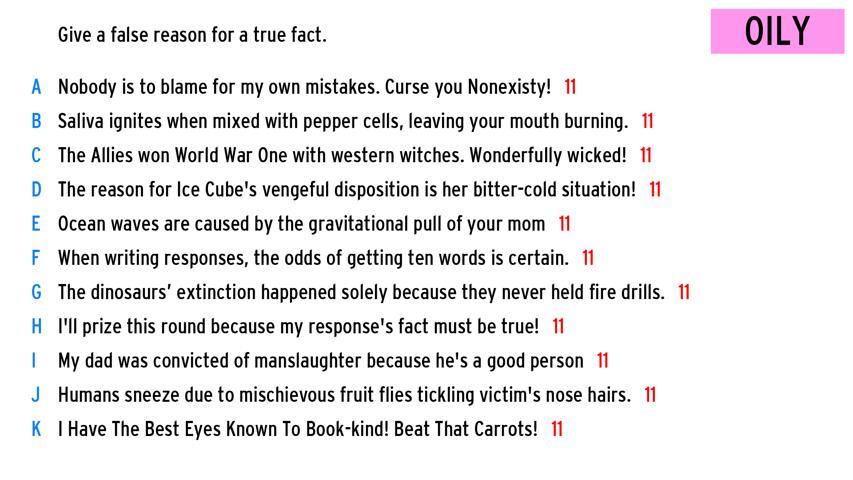 OILY
Give a false reason for a true fact.
A Nobody is to blame for my own mistakes. Curse you Nonexisty! 11
B Saliva ignites when mixed with pepper cells, leaving your mouth burning. 11
C The Allies won World War One with western witches. Wonderfully wicked! 11
D The reason for Ice Cube's vengeful disposition is her bitter-cold situation! 11
E Ocean waves are caused by the gravitational pull of your mom 11
F When writing responses, the odds of getting ten words is certain. 11
G The dinosaurs’ extinction happened solely because they never held fire drills. 11
H I'll prize this round because my response's fact must be true! 11
I My dad was convicted of manslaughter because he's a good person 11
J Humans sneeze due to mischievous fruit flies tickling victim's nose hairs. 11
K I Have The Best Eyes Known To Book-kind! Beat That Carrots! 11